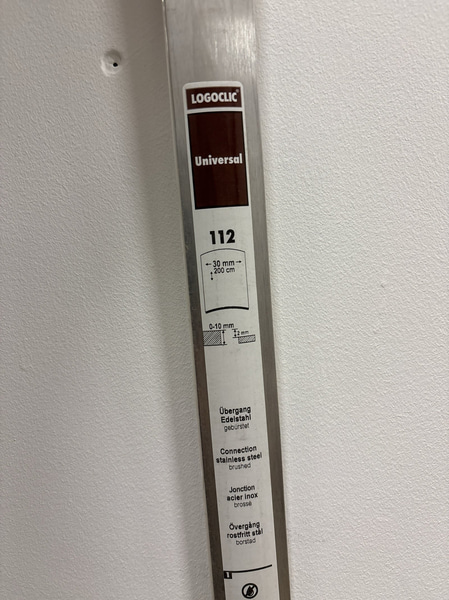 LOGOCLIC®
Universal
112
30 mm
200 cm
0-10 mm
2 mm
Übergang
Edelstahl
gebürstet
Connection
stainless steel
brushed
Jonction
acier inox
brossé
Övergång
rostfritt stål
borstad
1